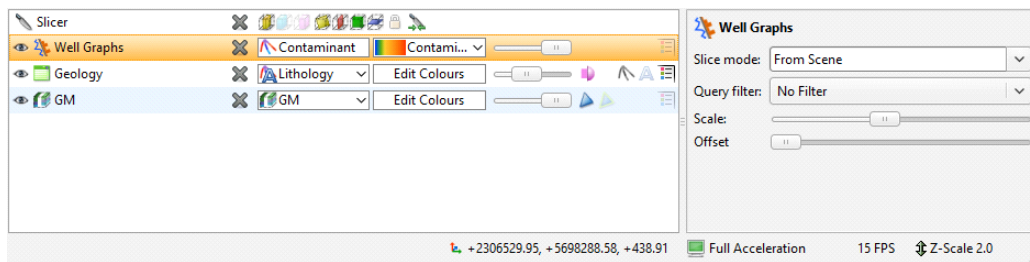 Slicer
Well Graphs Contaminant Contami...
Geology Lithology Edit Colours A
GM GM Edit Colours
Well Graphs
Slice mode: From Scene
Query filter: No Filter
Scale:
Offset
+2306529.95, +5698288.58, +438.91 Full Acceleration 15 FPS Z-Scale 2.0